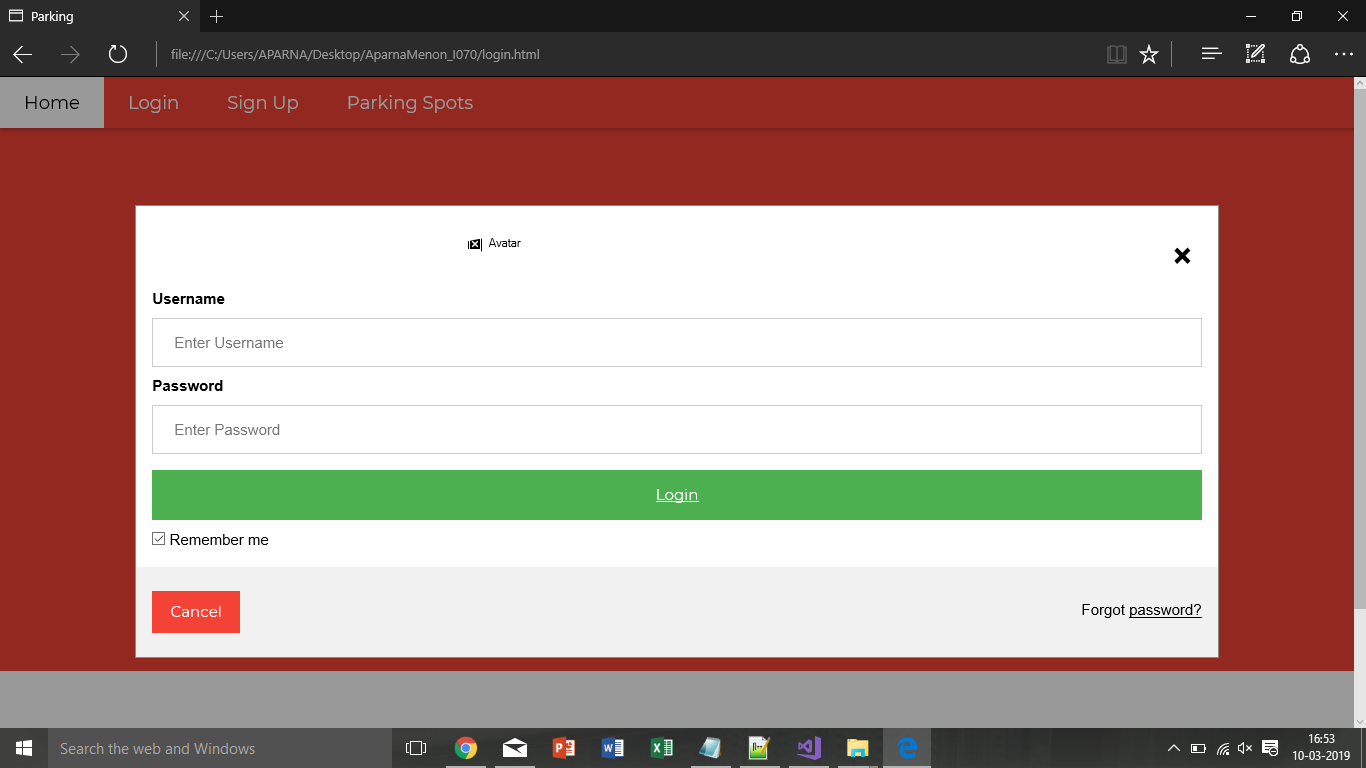 Parking
file:///C:/Users/APARNA/Desktop/AparnaMenon_I070/login.html
Home Login Sign Up Parking Spots
Avatar
Username
Enter Username
Password
Enter Password
Login
Remember me
Cancel Forgot password?
Search the web and Windows
16:53
10-03-2019